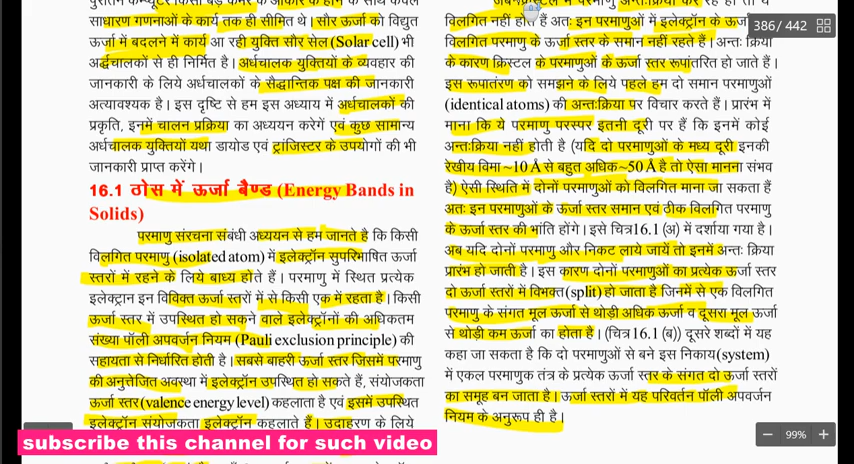 साधारण गणनाओं के कार्य तक ही सीमित थे। सौर ऊर्जा को विद्युत
ऊर्जा में बदलने में कार्य आ रही युक्ति सौर सेल (Solar cell) भी
अर्द्धचालकों से ही निर्मित है। अर्धचालक युक्तियों के व्यवहार की
जानकारी के लिये अर्धचालकों के सैद्धान्तिक पक्ष की जानकारी
अत्यावश्यक है। इस दृष्टि से हम इस अध्याय में अर्धचालकों की
प्रकृति, इनमें चालन प्रक्रिया का अध्ययन करेगें एवं कुछ सामान्य
अर्धचालक युक्तियों यथा डायोड एवं ट्रांजिस्टर के उपयोगों की भी
जानकारी प्राप्त करेंगे।
16.1 ठोस में ऊर्जा बैण्ड (Energy Bands in
Solids)
परमाणु संरचना संबंधी अध्ययन से हम जानते है कि किसी
विलगित परमाणु (isolated atom) में इलेक्ट्रॉन सुपरिभाषित ऊर्जा
स्तरों में रहने के लिये बाध्य होते हैं। परमाणु में स्थित प्रत्येक
इलेक्ट्रान इन विविक्त ऊर्जा स्तरों में से किसी एक में रहता है। किसी
ऊर्जा स्तर में उपस्थित हो सकने वाले इलेक्ट्रॉनों की अधिकतम
संख्या पॉली अपवर्जन नियम (Pauli exclusion principle) की
सहायता से निर्धारित होती है। सबसे बाहरी ऊर्जा स्तर जिसमें परमाणु
की अनुत्तेजित अवस्था में इलेक्ट्रॉन उपस्थित हो सकते हैं, संयोजकता
ऊर्जा स्तर (valence energy level) कहलाता है एवं इसमें उपस्थित
इलेक्ट्रॉन संयोजकता इलेक्ट्रॉन कहलाते हैं। उदाहरण के लिये
विलगित नहीं होते हैं अतः इन परमाणुओं में इलेक्ट्रॉन के ऊर्जा
विलगित परमाणु के ऊर्जा स्तर के समान नहीं रहते हैं। अन्तः क्रिया
के कारण क्रिस्टल के परमाणुओं के ऊर्जा स्तर रूपांतरित हो जाते हैं।
इस रूपातंरण को समझने के लिये पहले हम दो समान परमाणुओं
(identical atoms) की अन्तःक्रिया पर विचार करते हैं। प्रारंभ में
माना कि ये परमाणु परस्पर इतनी दूरी पर हैं कि इनमें कोई
अन्तःक्रिया नहीं होती है (यदि दो परमाणुओं के मध्य दूरी इनकी
रेखीय विमा ~10 Å से बहुत अधिक ~50 Å है तो ऐसा मानना संभव
है) ऐसी स्थिति में दोनों परमाणुओं को विलगित माना जा सकता हैं
अतः इन परमाणुओं के ऊर्जा स्तर समान एवं ठीक विलगित परमाणु
के ऊर्जा स्तर की भांति होंगे। इसे चित्र16.1 (अ) में दर्शाया गया है।
अब यदि दोनों परमाणु और निकट लाये जायें तो इनमें अन्तः क्रिया
प्रारंभ हो जाती है। इस कारण दोनों परमाणुओं का प्रत्येक ऊर्जा स्तर
दो ऊर्जा स्तरों में विभक्त (split) हो जाता है जिनमें से एक विलगित
परमाणु के संगत मूल ऊर्जा से थोड़ी अधिक ऊर्जा व दूसरा मूल ऊर्जा
से थोड़ी कम ऊर्जा का होता है। (चित्र16.1 (ब)) दूसरे शब्दों में यह
कहा जा सकता है कि दो परमाणुओं से बने इस निकाय(system)
में एकल परमाणुक तंत्र के प्रत्येक ऊर्जा स्तर के संगत दो ऊर्जा स्तरों
का समूह बन जाता है। ऊर्जा स्तरों में यह परिवर्तन पॉली अपवर्जन
नियम के अनुरूप ही है।
386/ 442
99%
subscribe this channel for such video